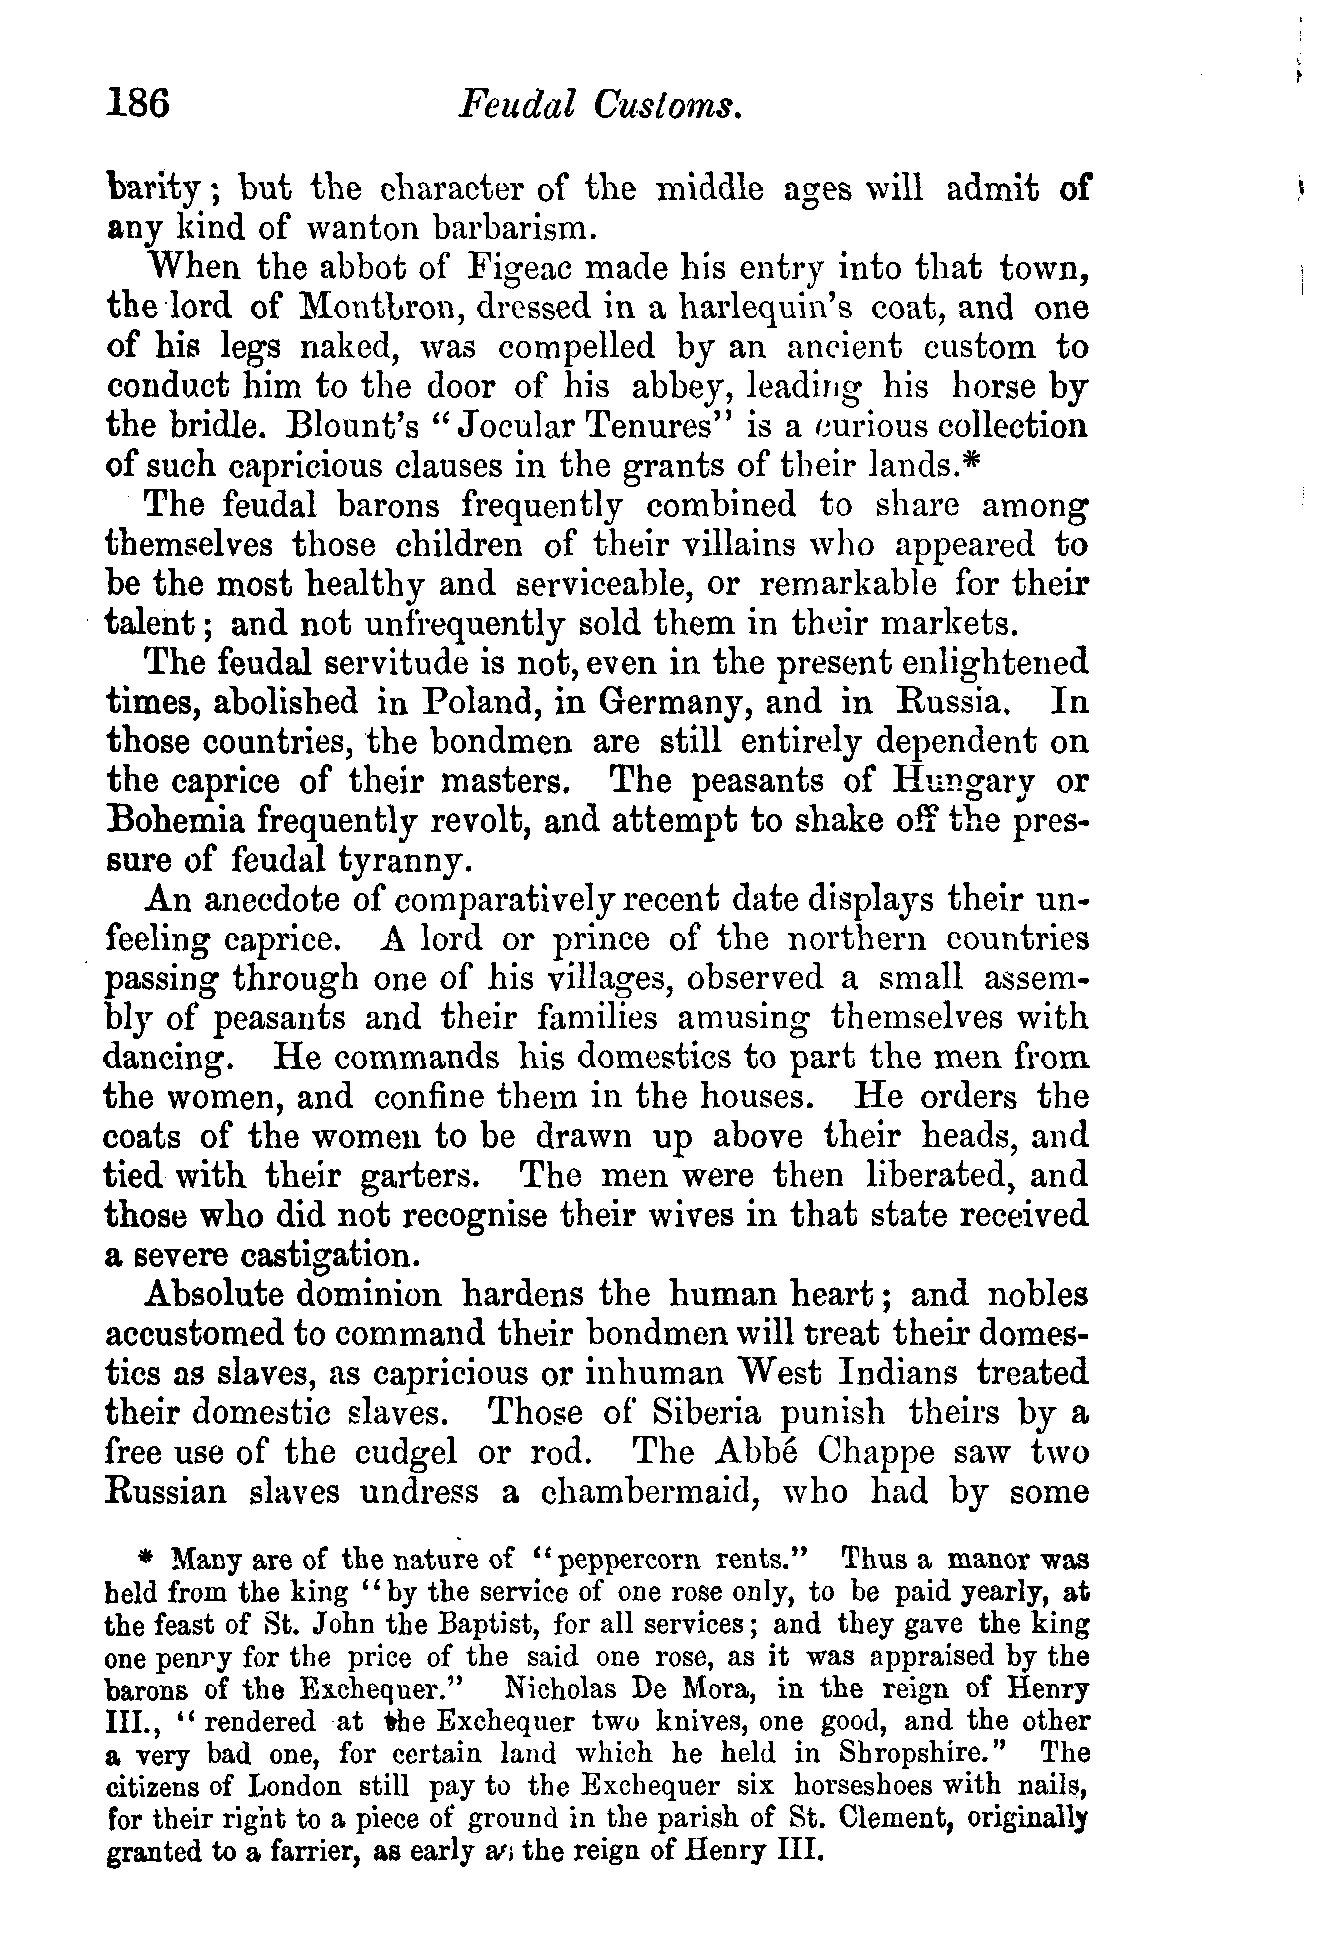 186 Feudal Customs.
barity; but the character of the middle ages will admit of
any kind of wanton barbarism.
When the abbot of Figeac made his entry into that town,
the lord of Montbron, dressed in a harlequin's coat, and one
of his legs naked, was compelled by an ancient custom to
conduct him to the door of his abbey, leading his horse by
the bridle. Blount's "Jocular Tenures" is a curious collection
of such capricious clauses in the grants of their lands.*
The feudal barons frequently combined to share among
themselves those children of their villains who appeared to
be the most healthy and serviceable, or remarkable for their
talent; and not unfrequently sold them in their markets.
The feudal servitude is not, even in the present enlightened
times, abolished in Poland, in Germany, and in Russia. In
those countries, the bondmen are still entirely dependent on
the caprice of their masters. The peasants of Hungary or
Bohemia frequently revolt, and attempt to shake off the pres-
sure of feudal tyranny.
An anecdote of comparatively recent date displays their un-
feeling caprice. A lord or prince of the northern countries
passing through one of his villages, observed a small assem-
bly of peasants and their families amusing themselves with
dancing. He commands his domestics to part the men from
the women, and confine them in the houses. He orders the
coats of the women to be drawn up above their heads, and
tied with their garters. The men were then liberated, and
those who did not recognise their wives in that state received
a severe castigation.
Absolute dominion hardens the human heart; and nobles
accustomed to command their bondmen will treat their domes-
tics as slaves, as capricious or inhuman West Indians treated
their domestic slaves. Those of Siberia punish theirs by a
free use of the cudgel or rod. The Abbé Chappe saw two
Russian slaves undress a chambermaid, who had by some
* Many are of the nature of "peppercorn rents." Thus a manor was
held from the king "by the service of one rose only, to be paid yearly, at
the feast of St. John the Baptist, for all services; and they gave the king
one penny for the price of the said one rose, as it was appraised by the
barons of the Exchequer." Nicholas De Mora, in the reign of Henry
III., "rendered at the Exchequer two knives, one good, and the other
a very bad one, for certain land which he held in Shropshire." The
citizens of London still pay to the Exchequer six horseshoes with nails,
for their right to a piece of ground in the parish of St. Clement, originally
granted to a farrier, as early as the reign of Henry III.